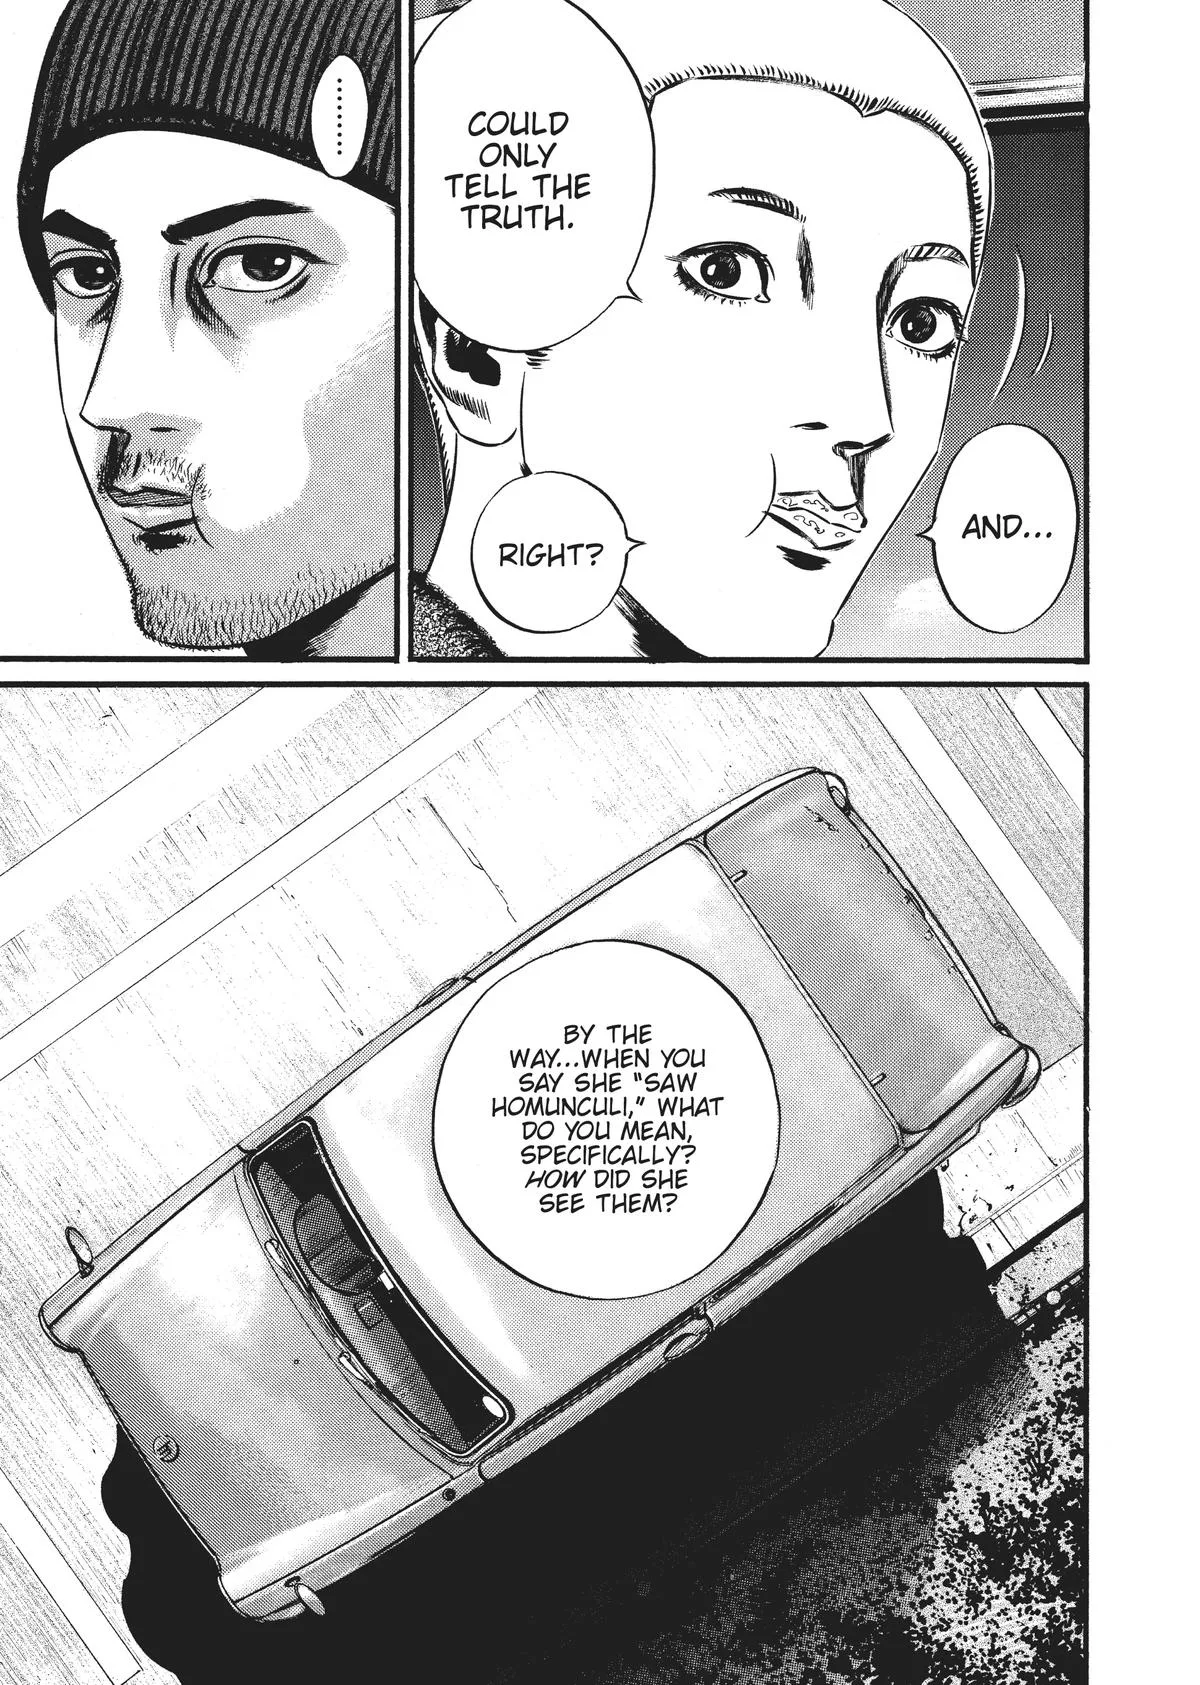 AND...
COULD
ONLY
TELL THE
TRUTH.
RIGHT?
.........
BY THE
WAY...WHEN YOU
SAY SHE "SAW
HOMUNCULI," WHAT
DO YOU MEAN,
SPECIFICALLY?
HOW DID SHE
SEE THEM?